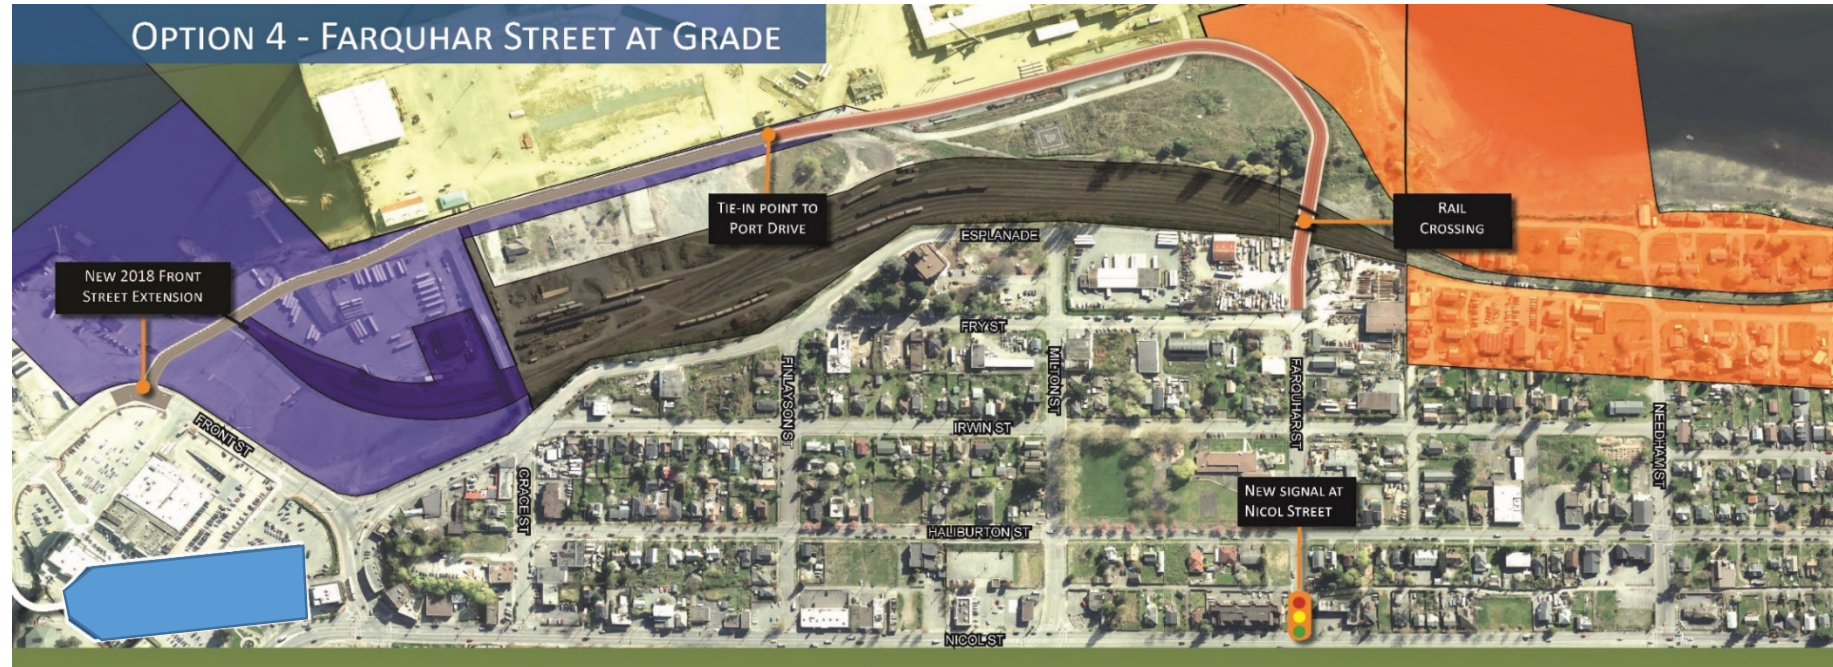 OPTION 4 - FARQUHAR STREET AT GRADE
TIE-IN POINT TO
PORT DRIVE
RAIL
CROSSING
ESPLANADE
NEW 2018 FRONT
STREET EXTENSION
FRY ST
FINLAYSON ST
MILTON ST
FARQUHAR ST
FRONT ST
IRWIN ST
NEEDHAM ST
CRACE ST
NEW SIGNAL AT
NICOL STREET
HALIBURTON ST
NICOL ST